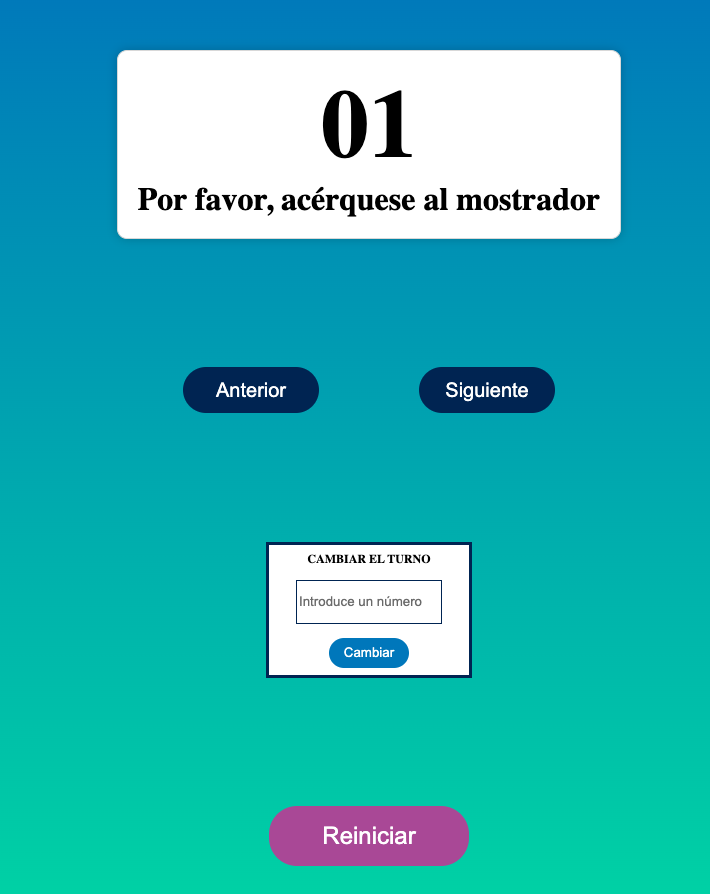 01
Por favor, acérquese al mostrador
Anterior
Siguiente
CAMBIAR EL TURNO
Introduce un número
Cambiar
Reiniciar